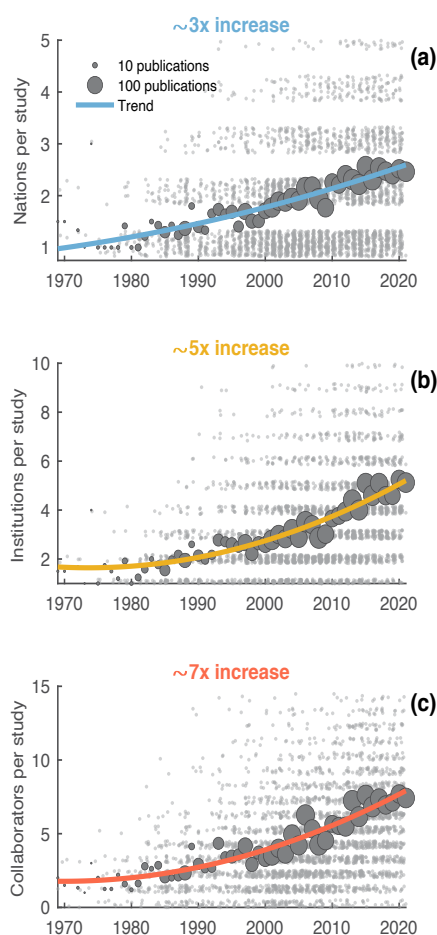 ~3x increase
(a)
5
4
3
2
1
Nations per study
10 publications
100 publications
Trend
1970 1980 1990 2000 2010 2020
~5x increase
(b)
10
8
6
4
2
Institutions per study
1970 1980 1990 2000 2010 2020
~7x increase
(c)
15
10
5
0
Collaborators per study
1970 1980 1990 2000 2010 2020